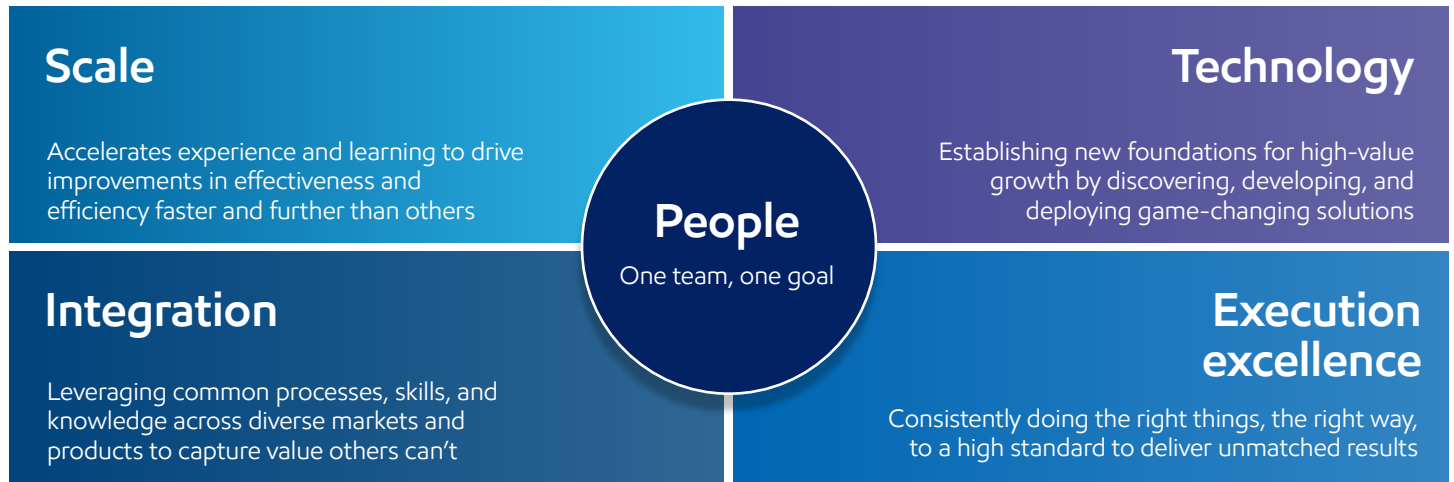 Scale
Accelerates experience and learning to drive
improvements in effectiveness and
efficiency faster and further than others
Technology
Establishing new foundations for high-value
growth by discovering, developing, and
deploying game-changing solutions
People
One team, one goal
Integration
Leveraging common processes, skills, and
knowledge across diverse markets and
products to capture value others can’t
Execution
excellence
Consistently doing the right things, the right way,
to a high standard to deliver unmatched results